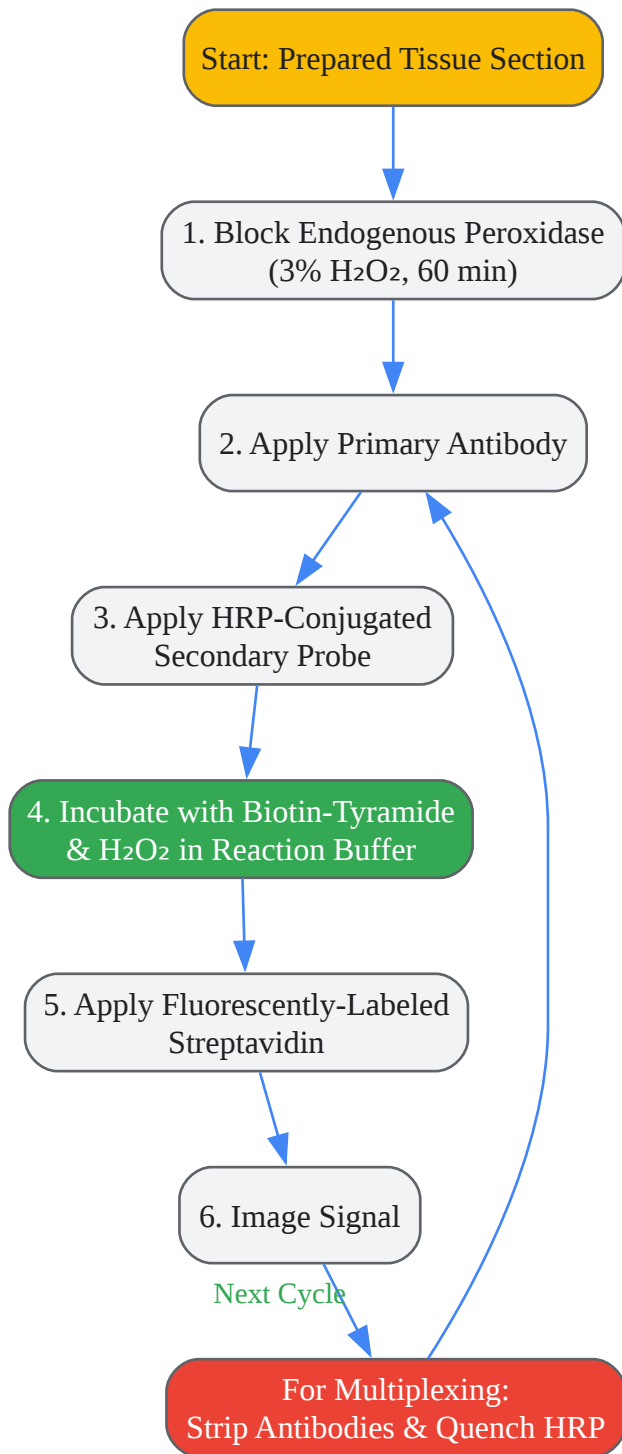 Start: Prepared Tissue Section
1. Block Endogenous Peroxidase
(3% H₂O₂, 60 min)
2. Apply Primary Antibody
3. Apply HRP-Conjugated
Secondary Probe
4. Incubate with Biotin-Tyramide
& H₂O₂ in Reaction Buffer
5. Apply Fluorescently-Labeled
Streptavidin
6. Image Signal
Next Cycle
For Multiplexing:
Strip Antibodies & Quench HRP